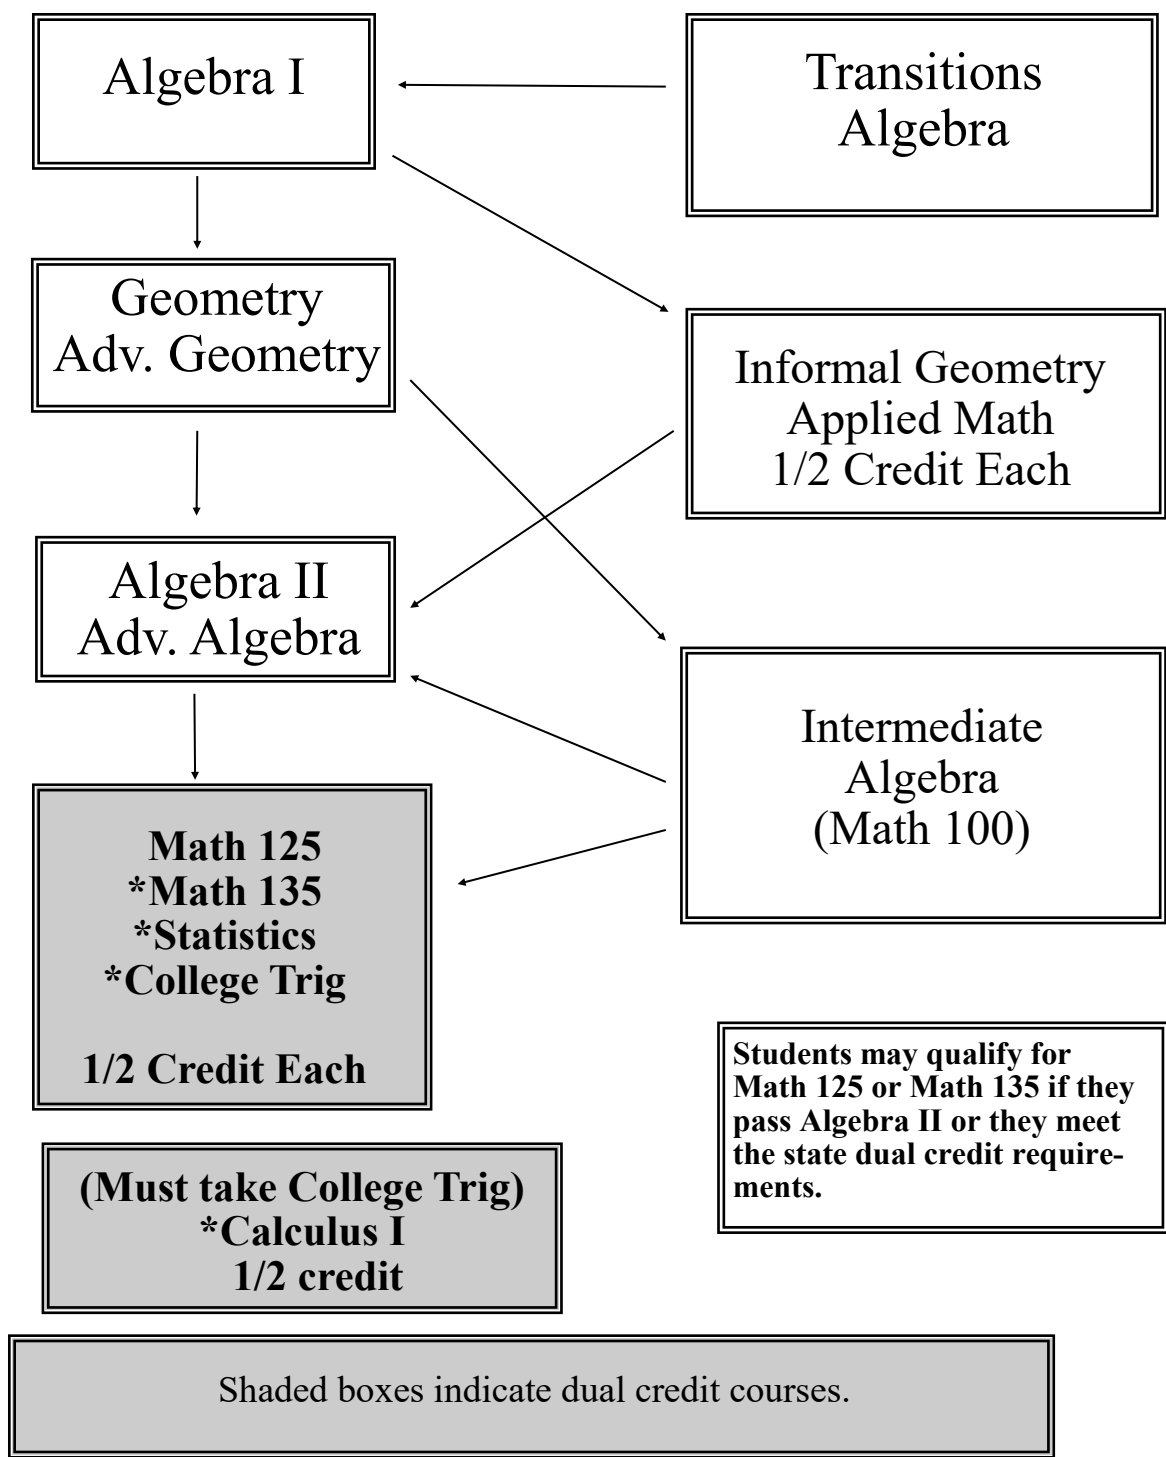 Algebra I
Transitions
Algebra
Geometry
Adv. Geometry
Informal Geometry
Applied Math
1/2 Credit Each
Algebra II
Adv. Algebra
Intermediate
Algebra
(Math 100)
Math 125
*Math 135
*Statistics
*College Trig
1/2 Credit Each
Students may qualify for
Math 125 or Math 135 if they
pass Algebra II or they meet
the state dual credit require-
ments.
(Must take College Trig)
*Calculus I
1/2 credit
Shaded boxes indicate dual credit courses.